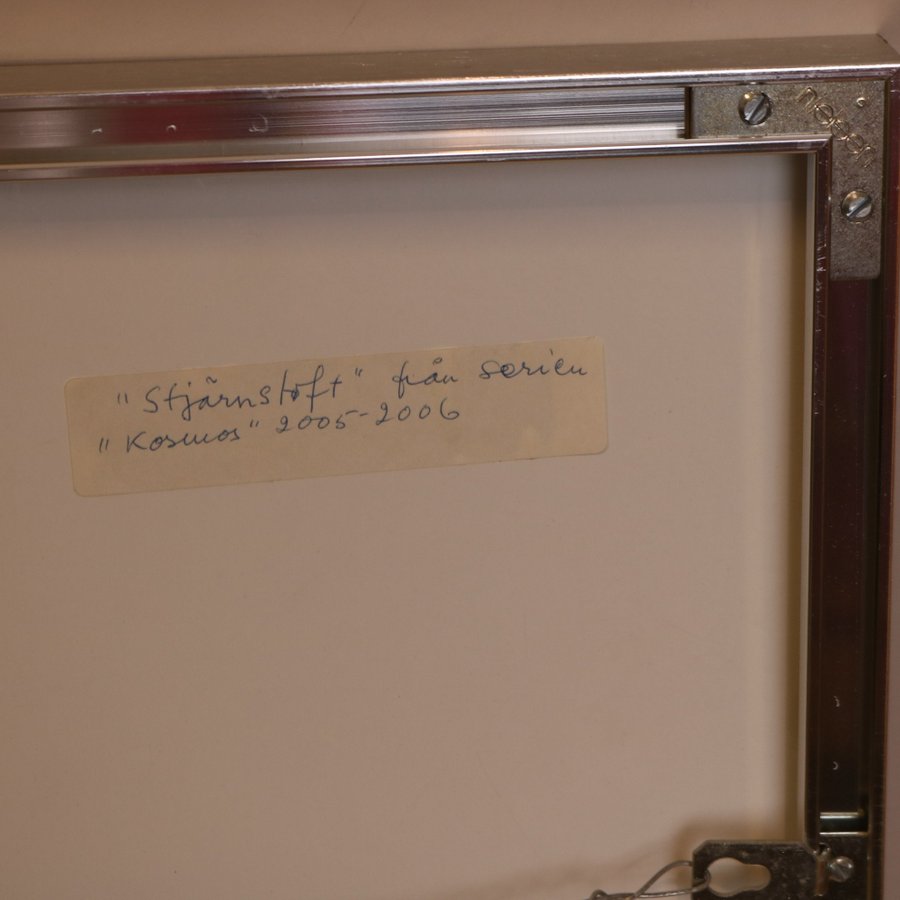 "Stjärnstoft" från serien
"Kosmos" 2005-2006